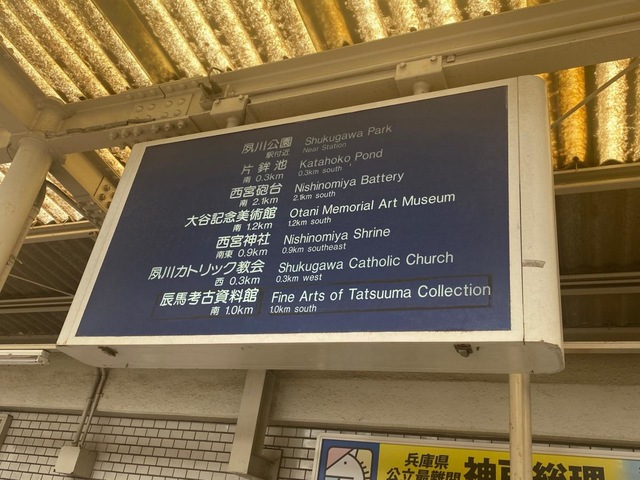 夙川公園 Shukugawa Park
駅付近 Near Station
片鉾池 Katahoko Pond
南 0.3km 0.3km south
西宮砲台 Nishinomiya Battery
南 2.1km 2.1km south
大谷記念美術館 Otani Memorial Art Museum
南 1.2km 1.2km south
西宮神社 Nishinomiya Shrine
南東 0.9km 0.9km southeast
夙川カトリック教会 Shukugawa Catholic Church
西 0.3km 0.3km west
辰馬考古資料館 Fine Arts of Tatsuuma Collection
南 1.0km 1.0km south
兵庫県
公立最難関